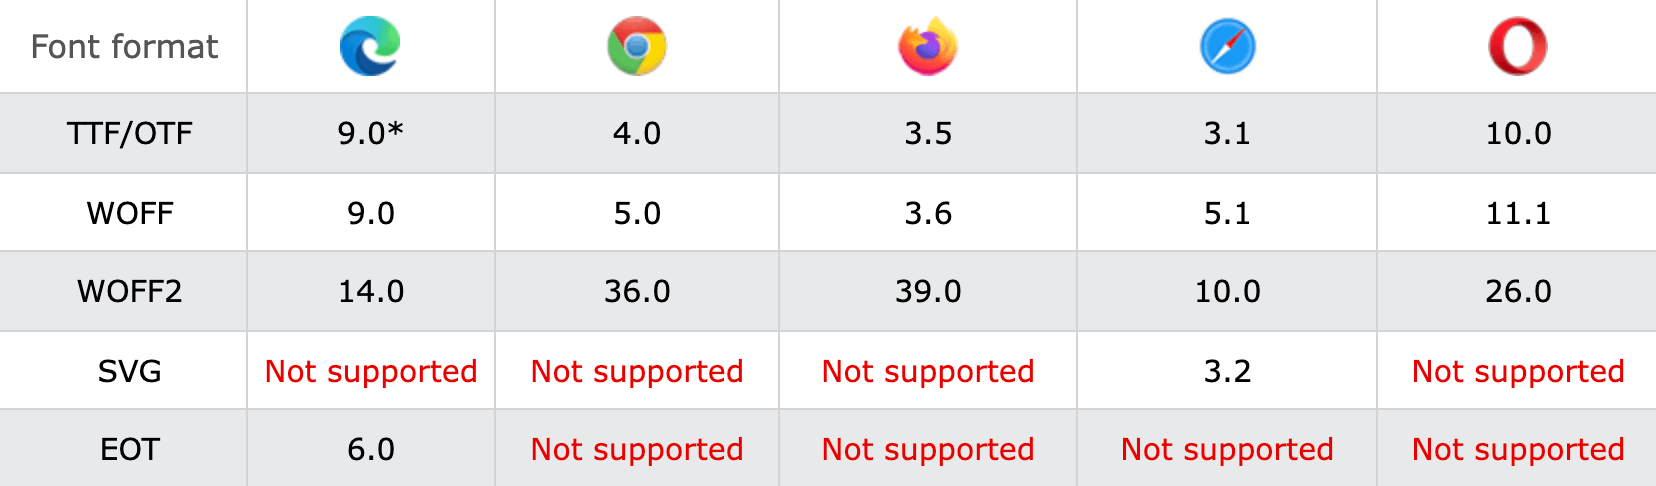 Font format
TTF/OTF 9.0* 4.0 3.5 3.1 10.0
WOFF 9.0 5.0 3.6 5.1 11.1
WOFF2 14.0 36.0 39.0 10.0 26.0
SVG Not supported Not supported Not supported 3.2 Not supported
EOT 6.0 Not supported Not supported Not supported Not supported